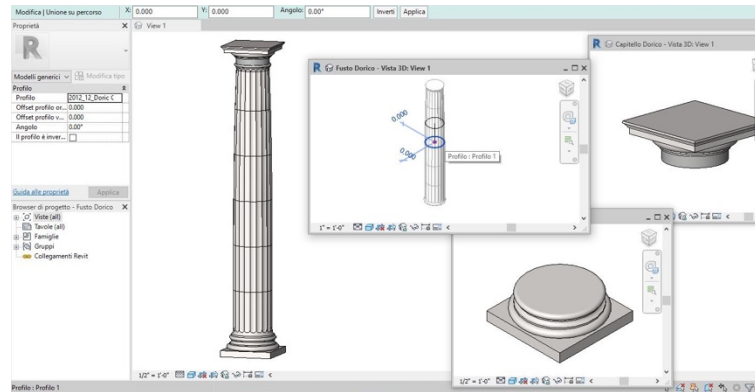 Modifica | Unione su percorso X: 0.000 Y: 0.000 Angolo: 0.00° Inverti Applica
Proprietà X
View 1
R
Modelli generici Modifica tipo
Profilo
Profilo 2012_12_Doric C
Offset profilo or... 0.000
Offset profilo v... 0.000
Angolo 0.00°
Il profilo è inver...
Guida alle proprietà Applica
Browser di progetto - Fusto Dorico X
Viste (all)
Tavole (all)
Famiglie
Gruppi
Collegamenti Revit
1/2" = 1'-0"
R Fusto Dorico - Vista 3D: View 1
0.000
0.000
Profilo : Profilo 1
1" = 1'-0"
R Capitello Dorico - Vista 3D: View 1
1/2" = 1'-0"
Profilo : Profilo 1